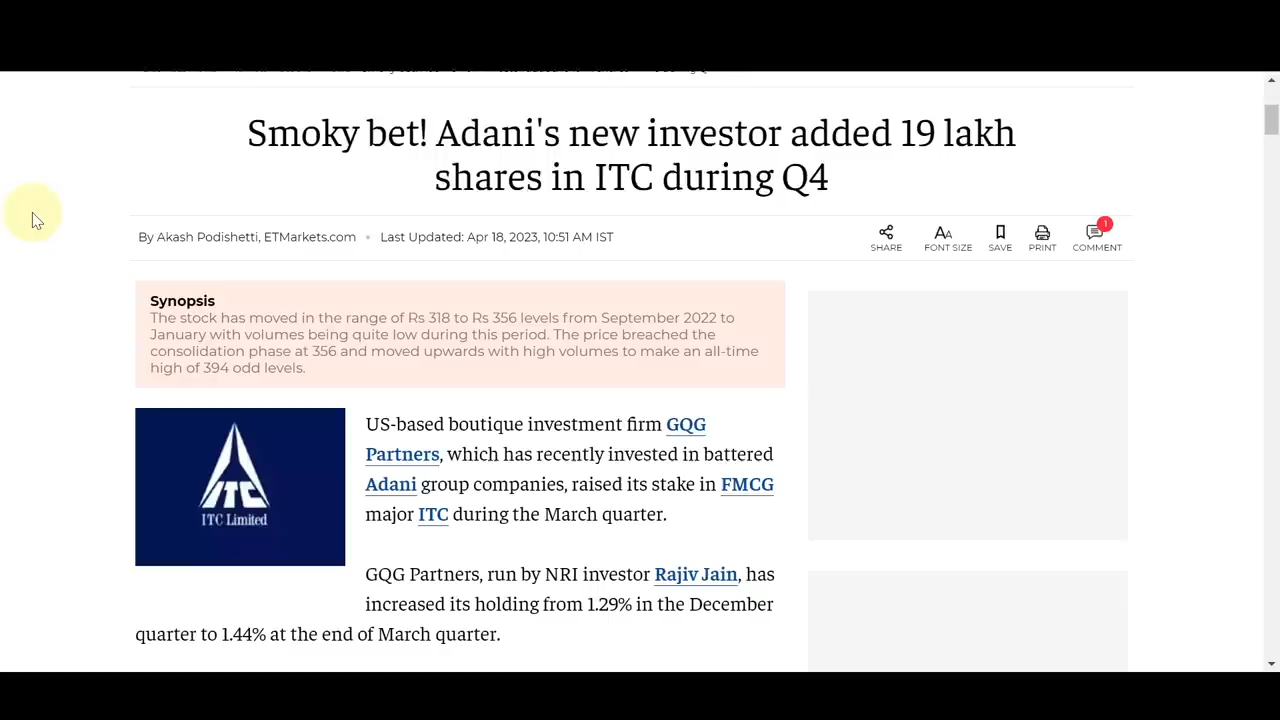 Smoky bet! Adani's new investor added 19 lakh
shares in ITC during Q4
By Akash Podishetti, ETMarkets.com • Last Updated: Apr 18, 2023, 10:51 AM IST
SHARE
AA
FONT SIZE
SAVE
PRINT
1
COMMENT
Synopsis
The stock has moved in the range of Rs 318 to Rs 356 levels from September 2022 to
January with volumes being quite low during this period. The price breached the
consolidation phase at 356 and moved upwards with high volumes to make an all-time
high of 394 odd levels.
ITC
ITC Limited
US-based boutique investment firm GQG
Partners, which has recently invested in battered
Adani group companies, raised its stake in FMCG
major ITC during the March quarter.
GQG Partners, run by NRI investor Rajiv Jain, has
increased its holding from 1.29% in the December
quarter to 1.44% at the end of March quarter.